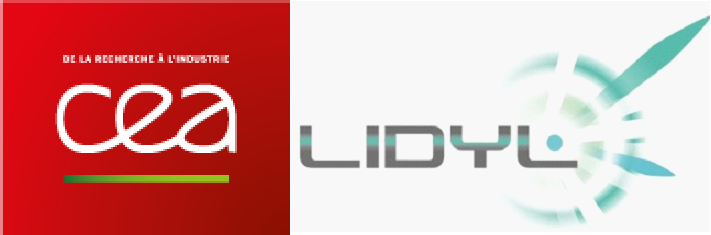 DE LA RECHERCHE À L'INDUSTRIE
cea
LIDYL